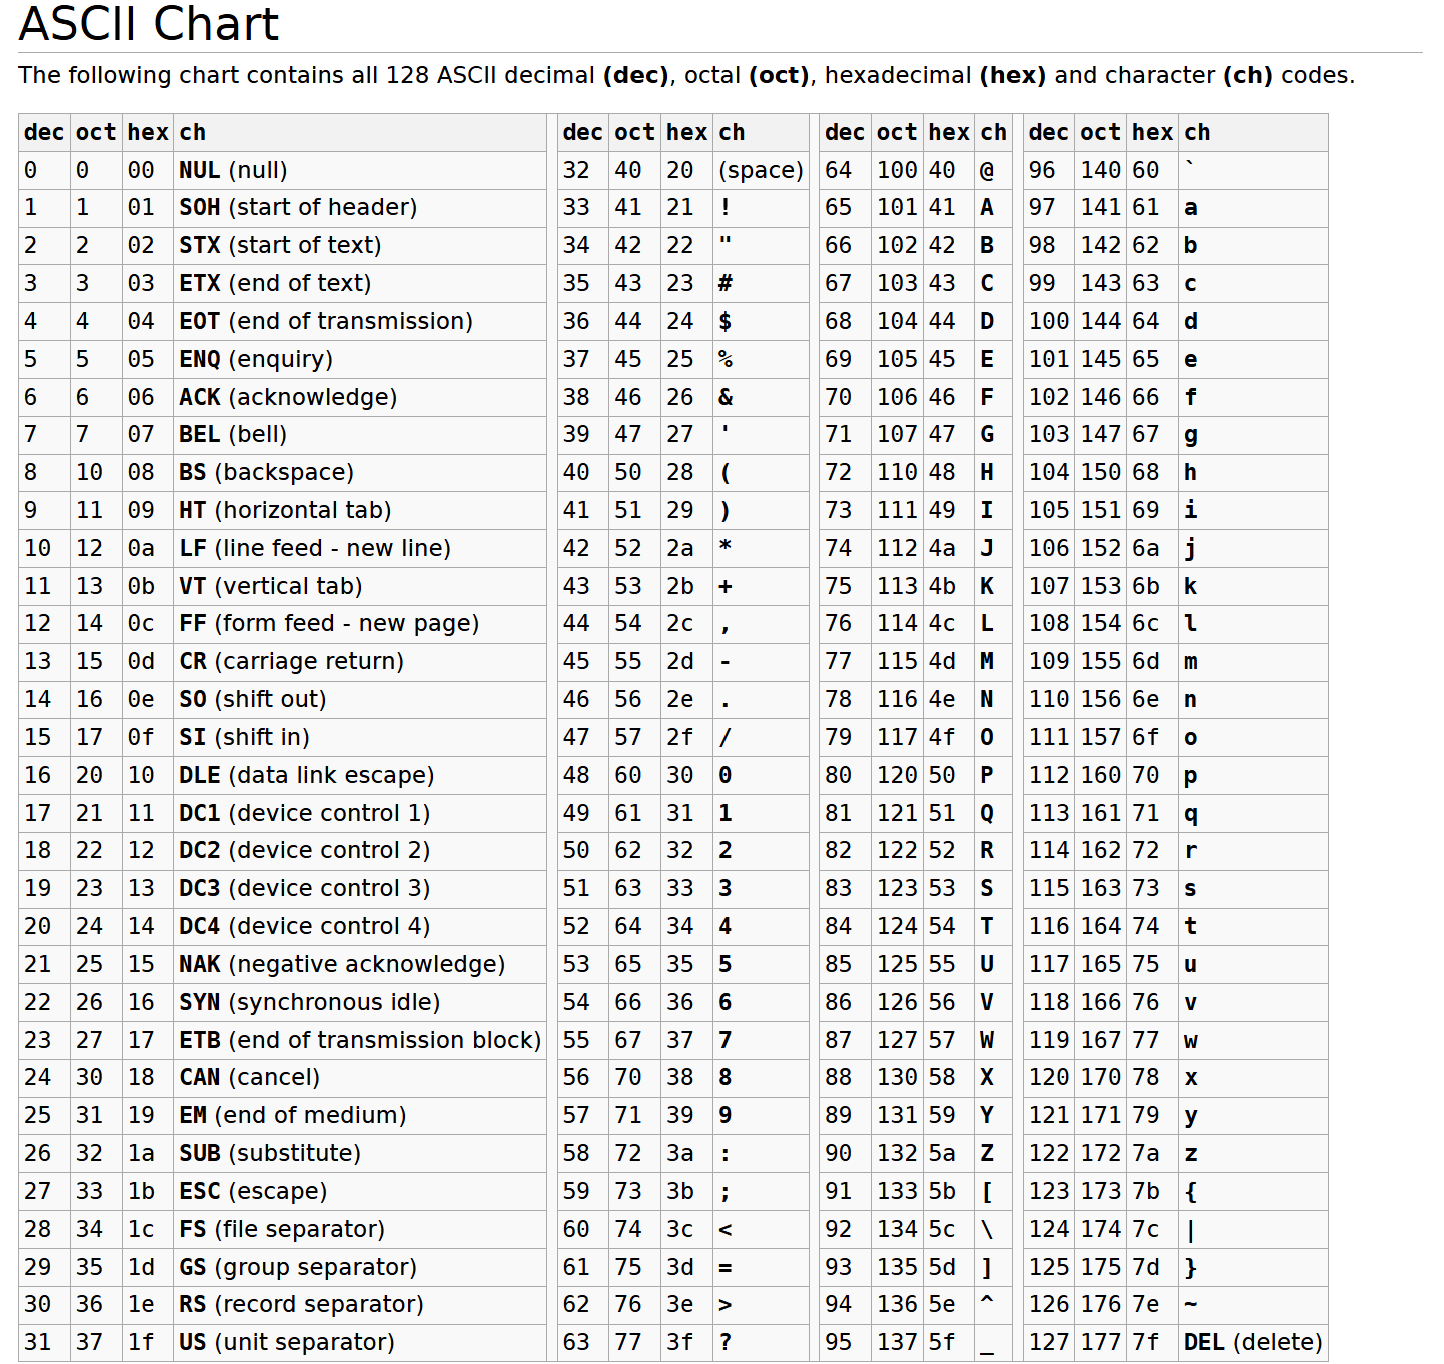 ASCII Chart
The following chart contains all 128 ASCII decimal (dec), octal (oct), hexadecimal (hex) and character (ch) codes.
dec oct hex ch dec oct hex ch dec oct hex ch dec oct hex ch
0 0 00 NUL (null) 32 40 20 (space) 64 100 40 @ 96 140 60 `
1 1 01 SOH (start of header) 33 41 21 ! 65 101 41 A 97 141 61 a
2 2 02 STX (start of text) 34 42 22 " 66 102 42 B 98 142 62 b
3 3 03 ETX (end of text) 35 43 23 # 67 103 43 C 99 143 63 c
4 4 04 EOT (end of transmission) 36 44 24 $ 68 104 44 D 100 144 64 d
5 5 05 ENQ (enquiry) 37 45 25 % 69 105 45 E 101 145 65 e
6 6 06 ACK (acknowledge) 38 46 26 & 70 106 46 F 102 146 66 f
7 7 07 BEL (bell) 39 47 27 ' 71 107 47 G 103 147 67 g
8 10 08 BS (backspace) 40 50 28 ( 72 110 48 H 104 150 68 h
9 11 09 HT (horizontal tab) 41 51 29 ) 73 111 49 I 105 151 69 i
10 12 0a LF (line feed - new line) 42 52 2a * 74 112 4a J 106 152 6a j
11 13 0b VT (vertical tab) 43 53 2b + 75 113 4b K 107 153 6b k
12 14 0c FF (form feed - new page) 44 54 2c , 76 114 4c L 108 154 6c l
13 15 0d CR (carriage return) 45 55 2d - 77 115 4d M 109 155 6d m
14 16 0e SO (shift out) 46 56 2e . 78 116 4e N 110 156 6e n
15 17 0f SI (shift in) 47 57 2f / 79 117 4f O 111 157 6f o
16 20 10 DLE (data link escape) 48 60 30 0 80 120 50 P 112 160 70 p
17 21 11 DC1 (device control 1) 49 61 31 1 81 121 51 Q 113 161 71 q
18 22 12 DC2 (device control 2) 50 62 32 2 82 122 52 R 114 162 72 r
19 23 13 DC3 (device control 3) 51 63 33 3 83 123 53 S 115 163 73 s
20 24 14 DC4 (device control 4) 52 64 34 4 84 124 54 T 116 164 74 t
21 25 15 NAK (negative acknowledge) 53 65 35 5 85 125 55 U 117 165 75 u
22 26 16 SYN (synchronous idle) 54 66 36 6 86 126 56 V 118 166 76 v
23 27 17 ETB (end of transmission block) 55 67 37 7 87 127 57 W 119 167 77 w
24 30 18 CAN (cancel) 56 70 38 8 88 130 58 X 120 170 78 x
25 31 19 EM (end of medium) 57 71 39 9 89 131 59 Y 121 171 79 y
26 32 1a SUB (substitute) 58 72 3a : 90 132 5a Z 122 172 7a z
27 33 1b ESC (escape) 59 73 3b ; 91 133 5b [ 123 173 7b {
28 34 1c FS (file separator) 60 74 3c < 92 134 5c \ 124 174 7c |
29 35 1d GS (group separator) 61 75 3d = 93 135 5d ] 125 175 7d }
30 36 1e RS (record separator) 62 76 3e > 94 136 5e ^ 126 176 7e ~
31 37 1f US (unit separator) 63 77 3f ? 95 137 5f _ 127 177 7f DEL (delete)